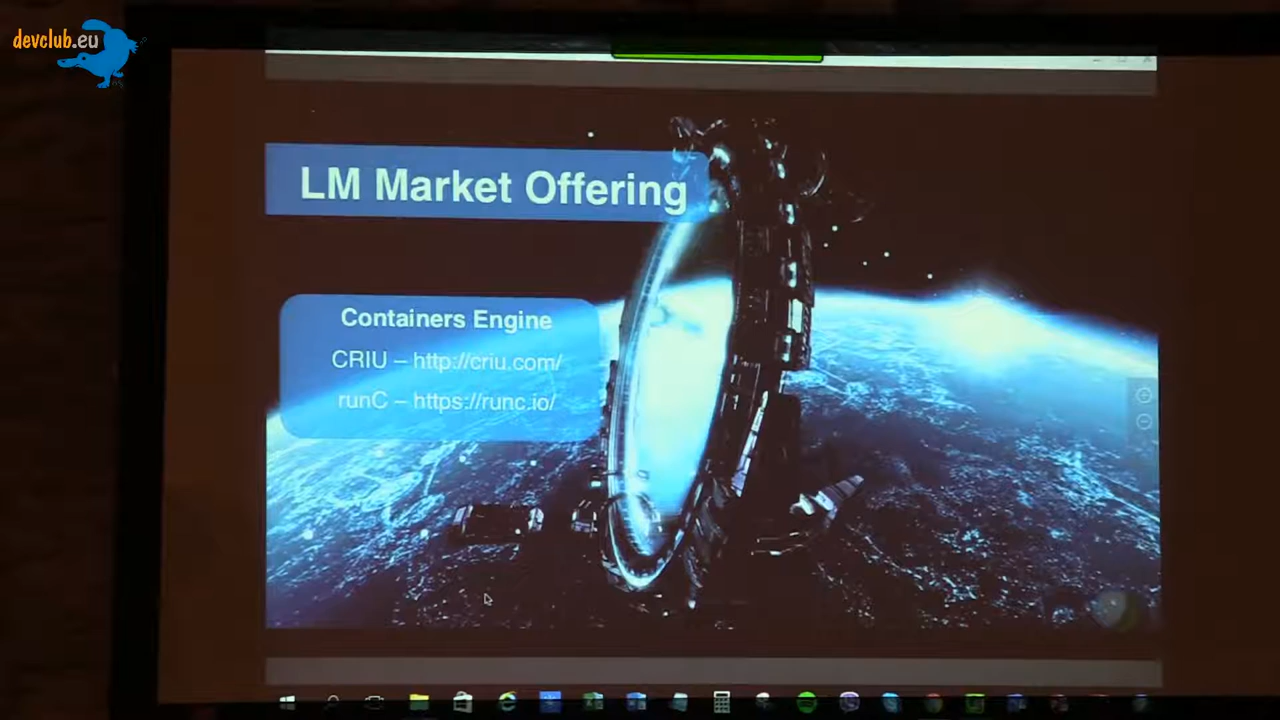 devclub.eu
LM Market Offering
Containers Engine
CRIU – http://criu.com/
runC – https://runc.io/